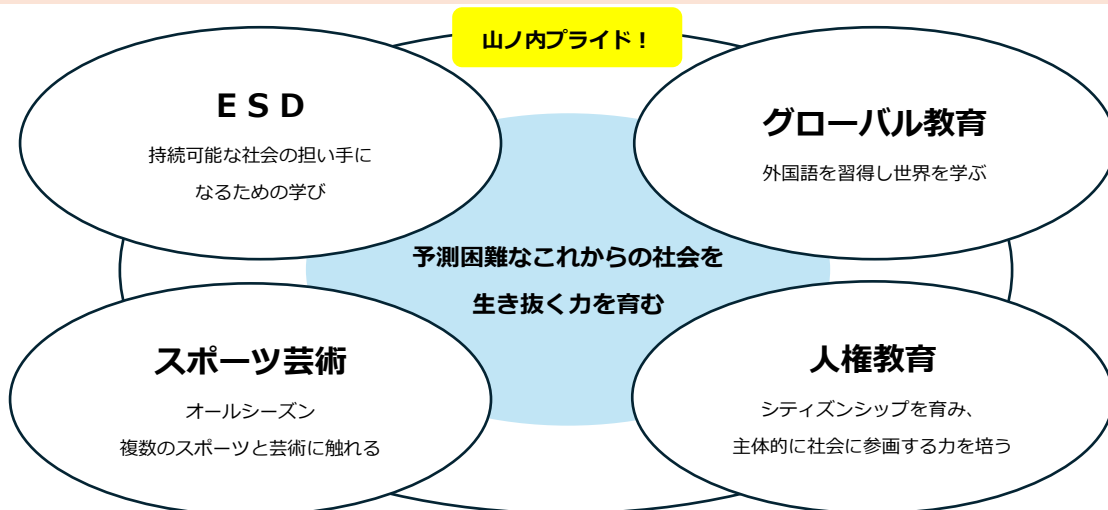 山ノ内プライド！
ＥＳＤ
持続可能な社会の担い手に
なるための学び
グローバル教育
外国語を習得し世界を学ぶ
予測困難なこれからの社会を
生き抜く力を育む
スポーツ芸術
オールシーズン
複数のスポーツと芸術に触れる
人権教育
シティズンシップを育み、
主体的に社会に参画する力を培う